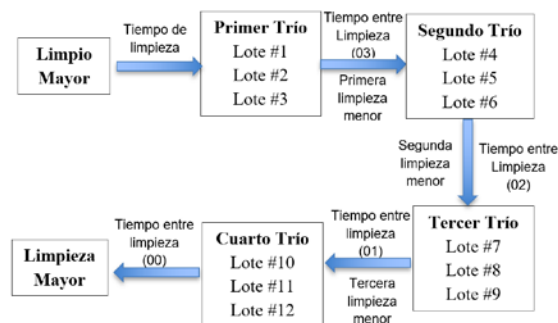 Limpio
Mayor
Tiempo de
limpieza
Primer Trío
Lote #1
Lote #2
Lote #3
Tiempo entre
Limpieza
(03)
Primera
limpieza
menor
Segundo Trío
Lote #4
Lote #5
Lote #6
Segunda
limpieza
menor
Tiempo entre
Limpieza
(02)
Limpieza
Mayor
Tiempo entre
limpieza
(00)
Cuarto Trío
Lote #10
Lote #11
Lote #12
Tiempo entre
limpieza
(01)
Tercera
limpieza
menor
Tercer Trío
Lote #7
Lote #8
Lote #9